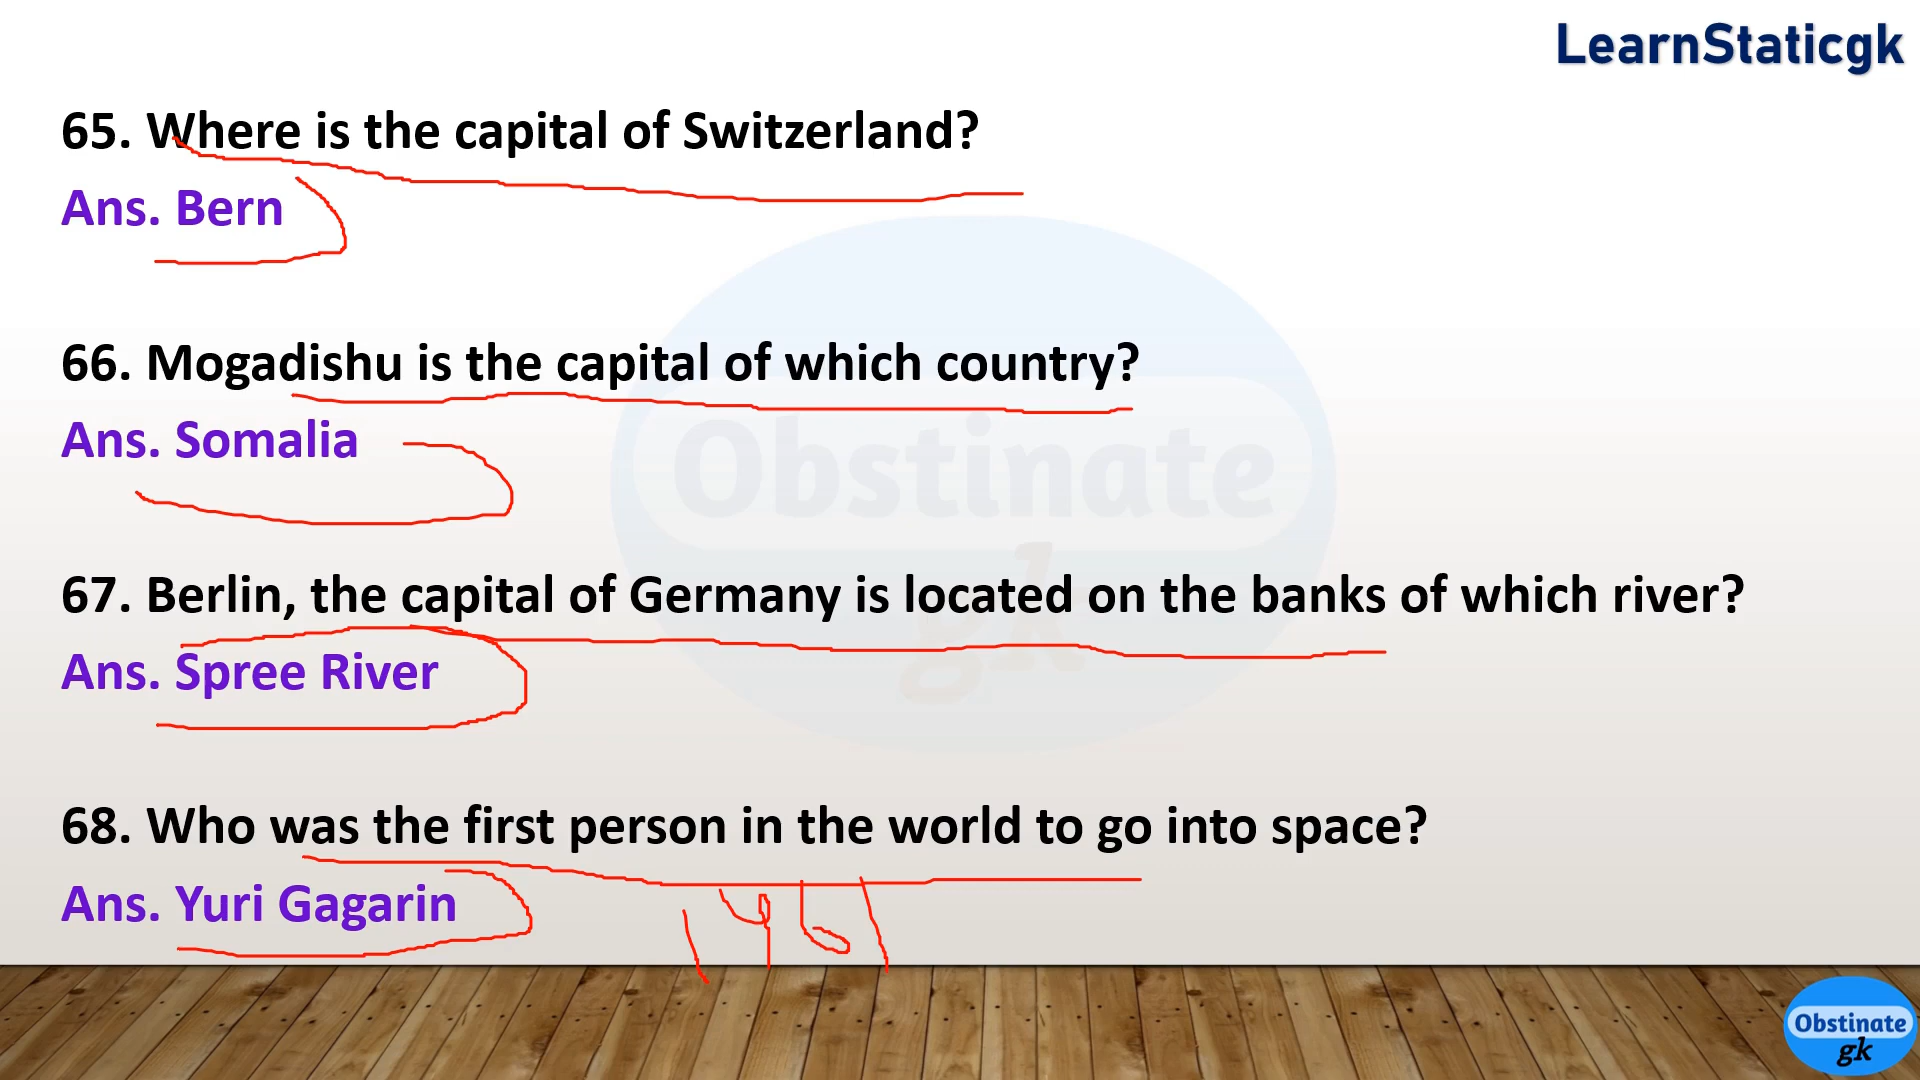 LearnStaticgk
65. Where is the capital of Switzerland?
Ans. Bern
66. Mogadishu is the capital of which country?
Ans. Somalia
67. Berlin, the capital of Germany is located on the banks of which river?
Ans. Spree River
68. Who was the first person in the world to go into space?
Ans. Yuri Gagarin
1961
Obstinate
gk
Obstinate
gk